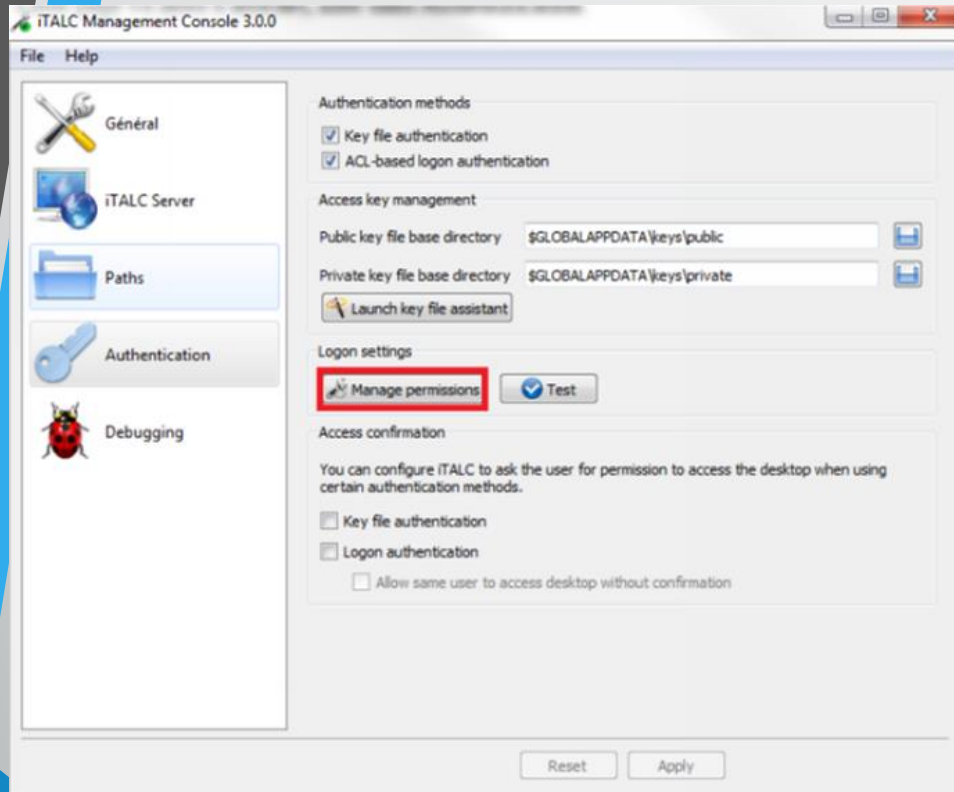 iTALC Management Console 3.0.0
File Help
Général
iTALC Server
Paths
Authentication
Debugging
Authentication methods
Key file authentication
ACL-based logon authentication
Access key management
Public key file base directory $GLOBALAPPDATA\keys\public
Private key file base directory $GLOBALAPPDATA\keys\private
Launch key file assistant
Logon settings
Manage permissions Test
Access confirmation
You can configure iTALC to ask the user for permission to access the desktop when using
certain authentication methods.
Key file authentication
Logon authentication
Allow same user to access desktop without confirmation
Reset Apply